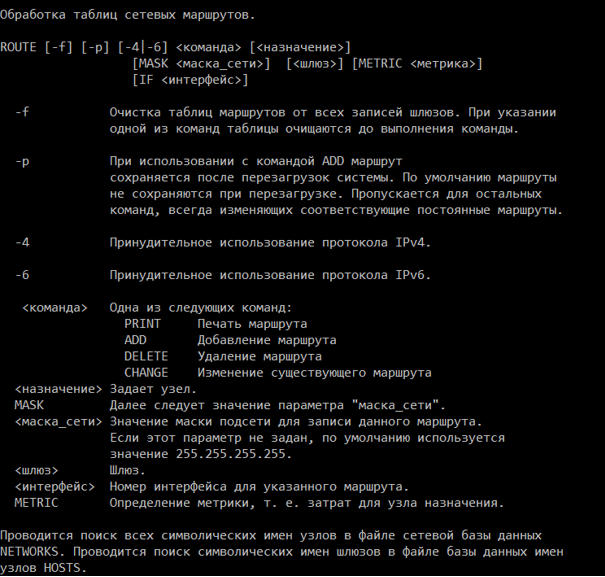 Обработка таблиц сетевых маршрутов.
ROUTE [-f] [-p] [-4|-6] <команда> [<назначение>]
[MASK <маска_сети>] [<шлюз>] [METRIC <метрика>]
[IF <интерфейс>]
-f Очистка таблиц маршрутов от всех записей шлюзов. При указании
одной из команд таблицы очищаются до выполнения команды.
-p При использовании с командой ADD маршрут
сохраняется после перезагрузок системы. По умолчанию маршруты
не сохраняются при перезагрузке. Пропускается для остальных
команд, всегда изменяющих соответствующие постоянные маршруты.
-4 Принудительное использование протокола IPv4.
-6 Принудительное использование протокола IPv6.
<команда> Одна из следующих команд:
PRINT Печать маршрута
ADD Добавление маршрута
DELETE Удаление маршрута
CHANGE Изменение существующего маршрута
<назначение> Задает узел.
MASK Далее следует значение параметра "маска_сети".
<маска_сети> Значение маски подсети для записи данного маршрута.
Если этот параметр не задан, по умолчанию используется
значение 255.255.255.255.
<шлюз> Шлюз.
<интерфейс> Номер интерфейса для указанного маршрута.
METRIC Определение метрики, т. е. затрат для узла назначения.
Проводится поиск всех символических имен узлов в файле сетевой базы данных
NETWORKS. Проводится поиск символических имен шлюзов в файле базы данных имен
узлов HOSTS.